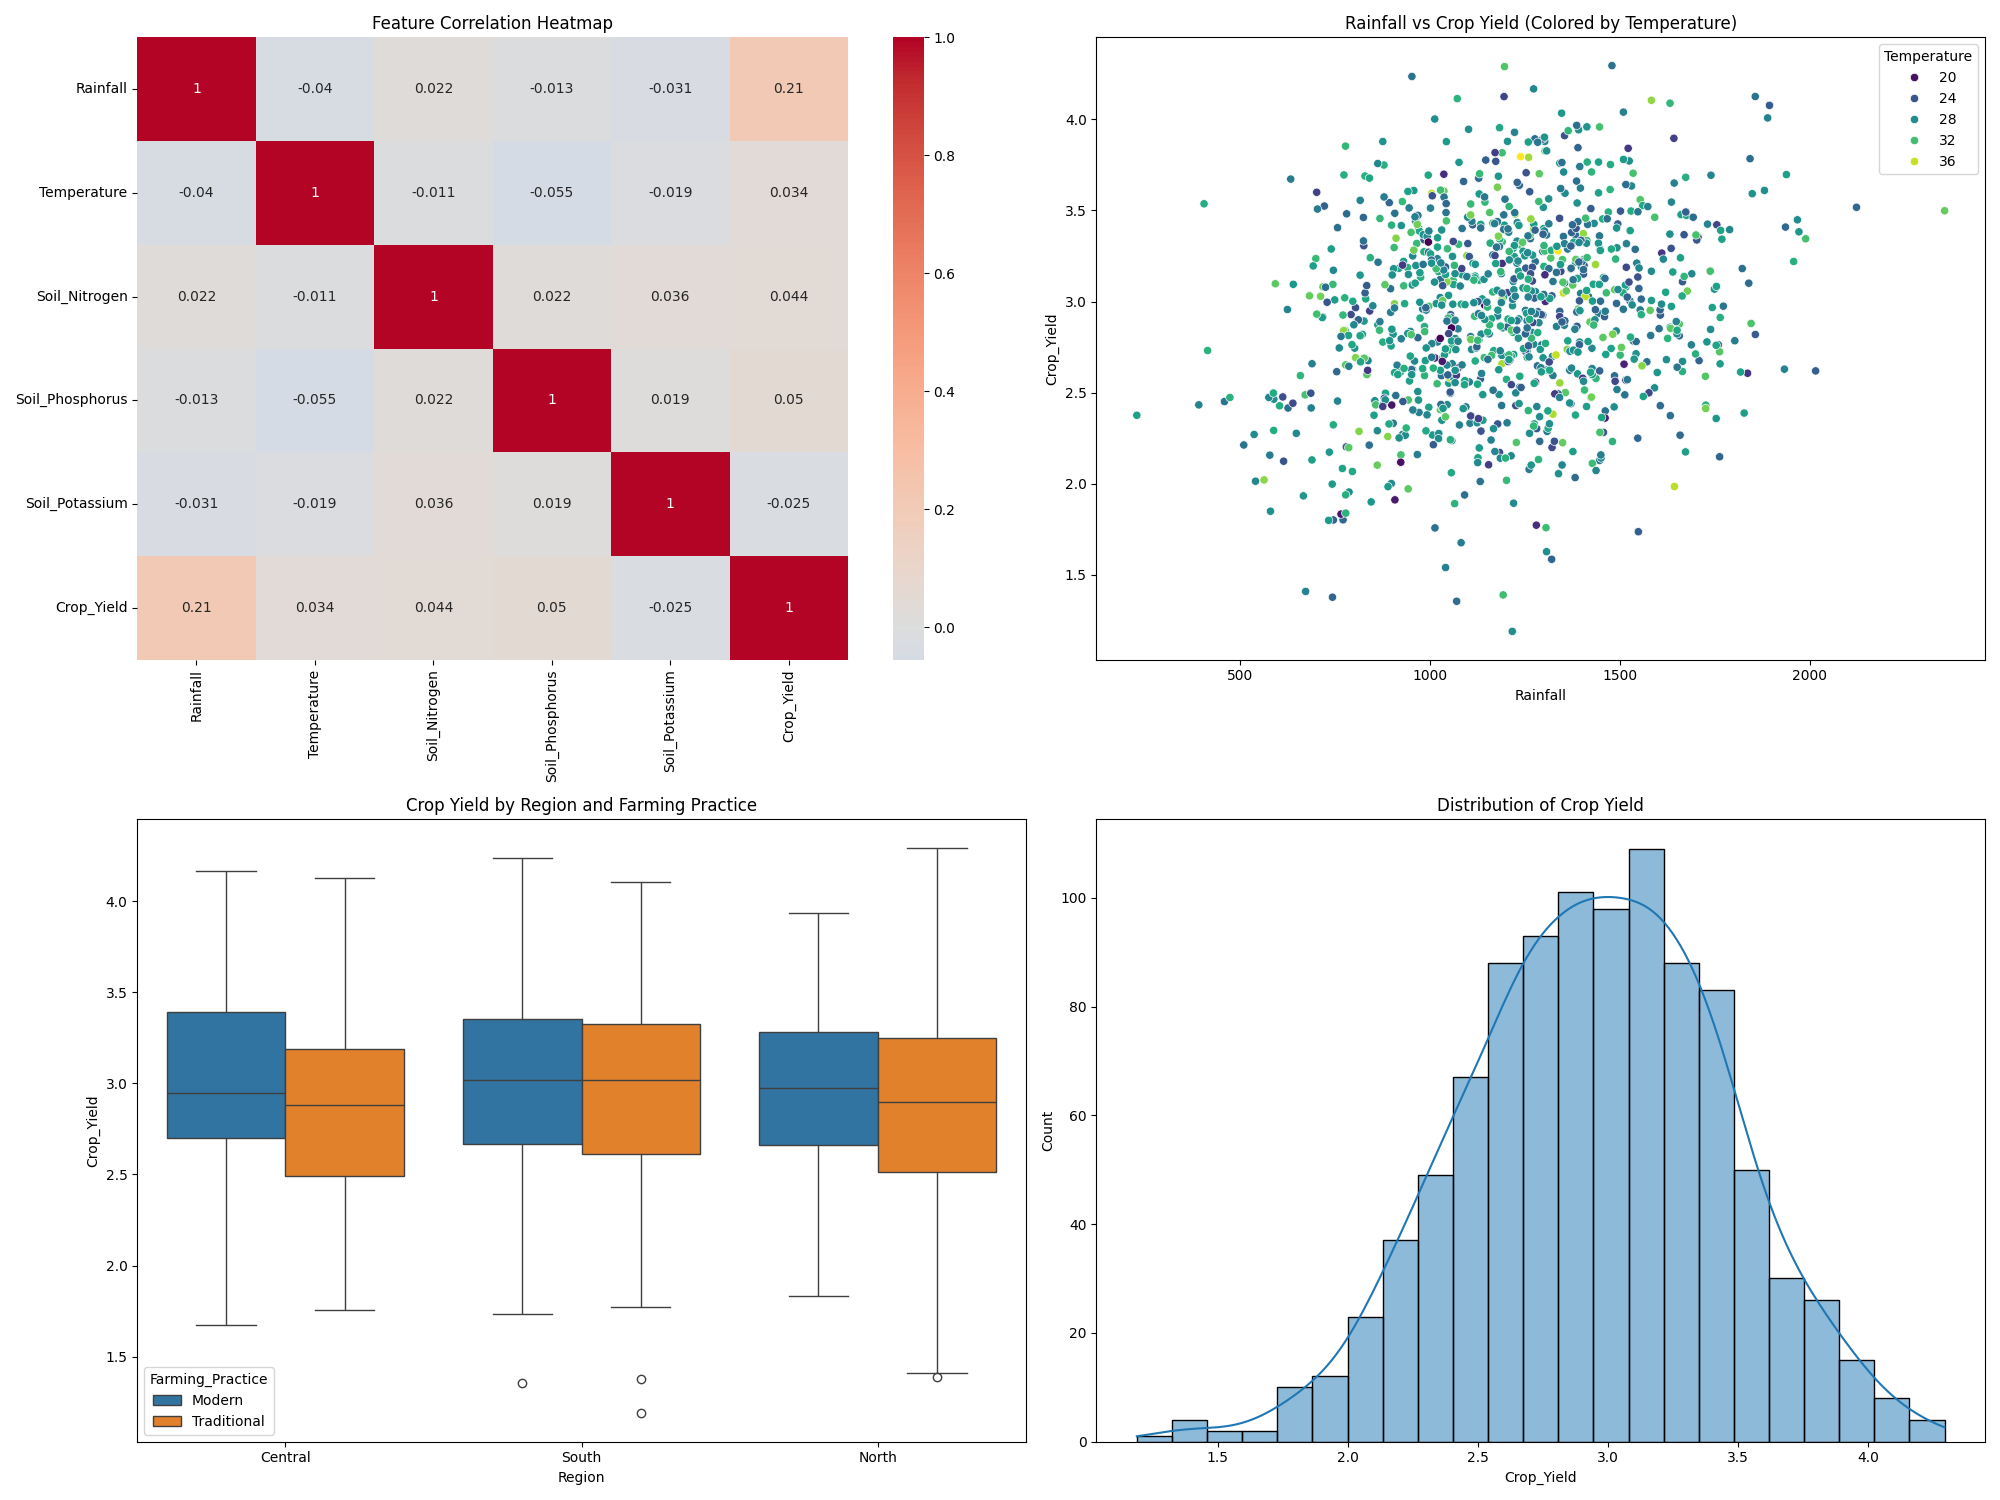 Feature Correlation Heatmap
Rainfall 1 -0.04 0.022 -0.013 -0.031 0.21
Temperature -0.04 1 -0.011 -0.055 -0.019 0.034
Soil_Nitrogen 0.022 -0.011 1 0.022 0.036 0.044
Soil_Phosphorus -0.013 -0.055 0.022 1 0.019 0.05
Soil_Potassium -0.031 -0.019 0.036 0.019 1 -0.025
Crop_Yield 0.21 0.034 0.044 0.05 -0.025 1
Rainfall Temperature Soil_Nitrogen Soil_Phosphorus Soil_Potassium Crop_Yield
1.0
0.8
0.6
0.4
0.2
0.0
Rainfall vs Crop Yield (Colored by Temperature)
Temperature
20
24
28
32
36
Crop_Yield
4.0
3.5
3.0
2.5
2.0
1.5
500 1000 1500 2000
Rainfall
Crop Yield by Region and Farming Practice
Crop_Yield
4.0
3.5
3.0
2.5
2.0
1.5
Farming_Practice
Modern
Traditional
Central South North
Region
Distribution of Crop Yield
Count
100
80
60
40
20
0
1.5 2.0 2.5 3.0 3.5 4.0
Crop_Yield